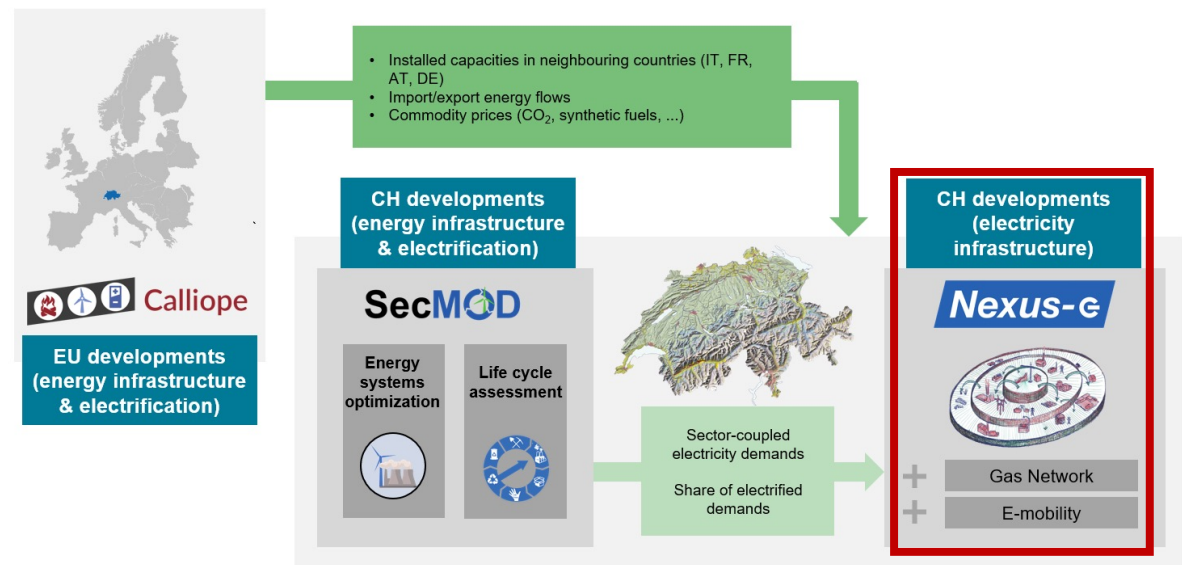 • Installed capacities in neighbouring countries (IT, FR,
AT, DE)
• Import/export energy flows
• Commodity prices (CO₂, synthetic fuels, ...)
Calliope
EU developments
(energy infrastructure
& electrification)
CH developments
(energy infrastructure
& electrification)
SecMOD
Energy
systems
optimization
Life cycle
assessment
Sector-coupled
electricity demands
Share of electrified
demands
CH developments
(electricity
infrastructure)
Nexus-e
+ Gas Network
+ E-mobility